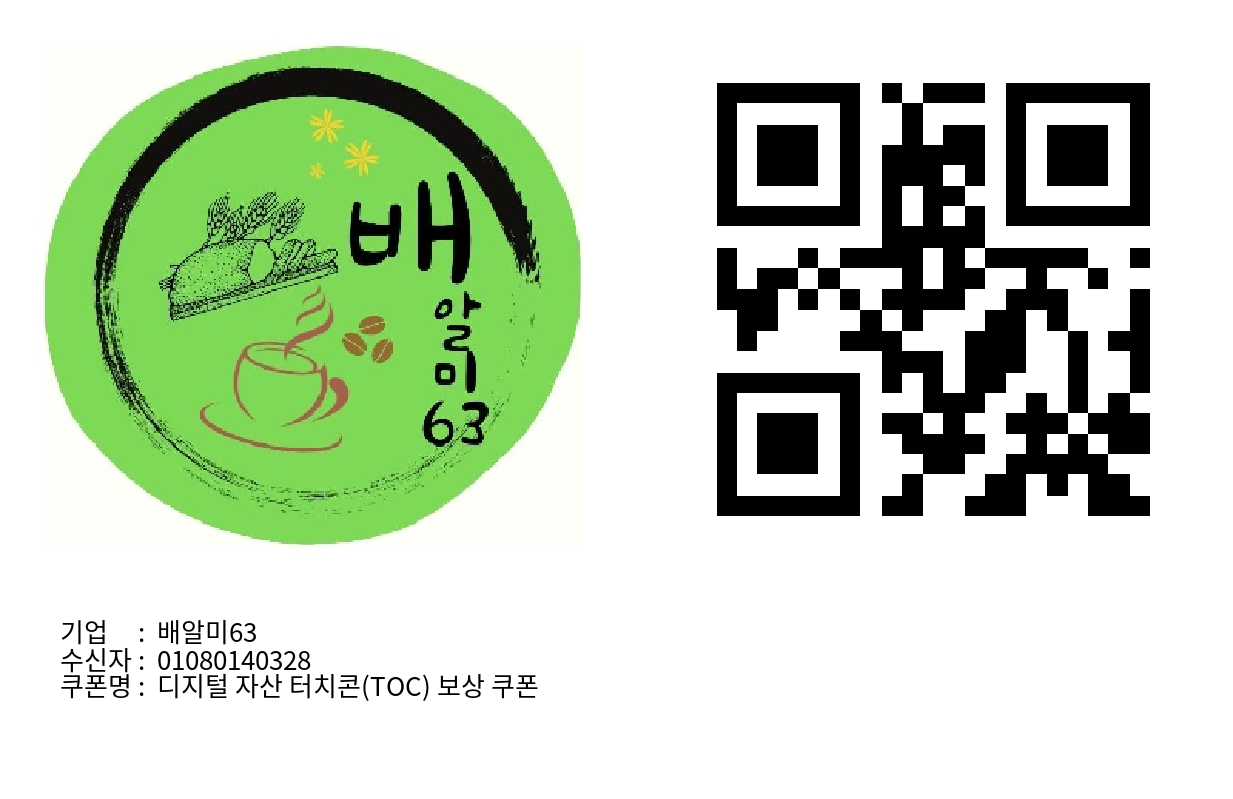 배
알
미
63
기업 : 배알미63
수신자 : 01080140328
쿠폰명 : 디지털 자산 터치콘(TOC) 보상 쿠폰